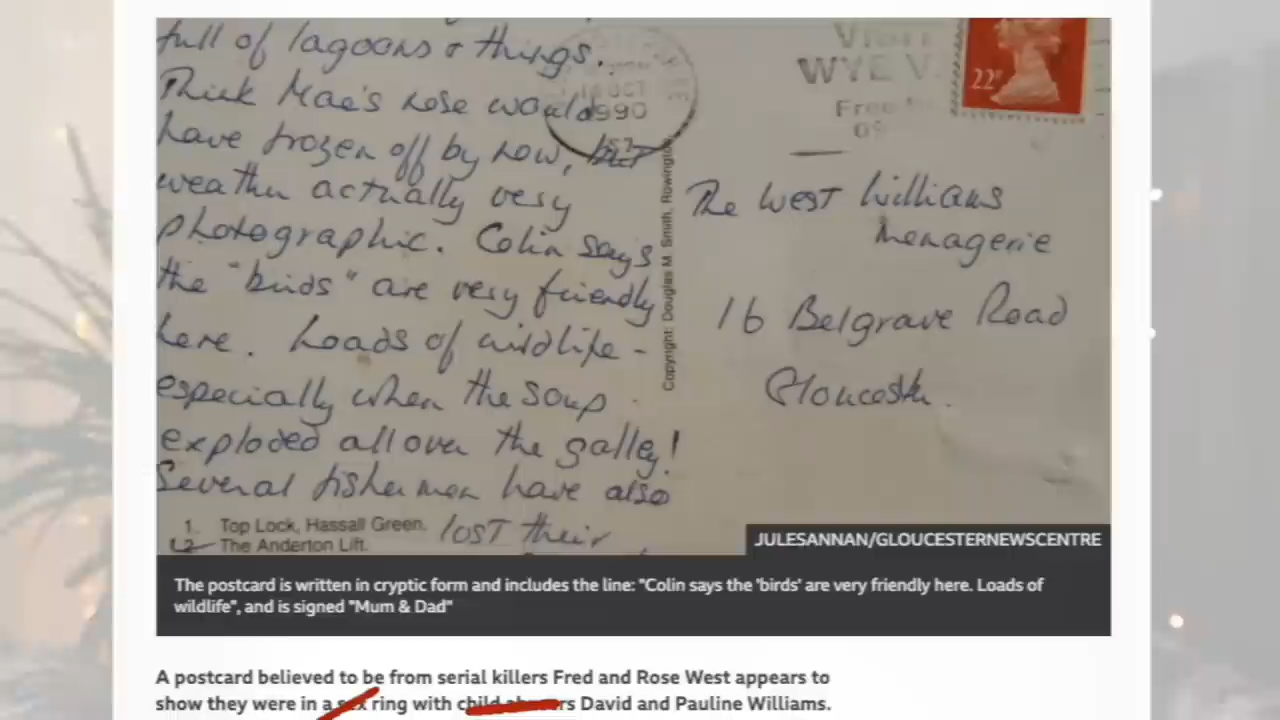 full of lagoons & things.
Think Mae's nose would
have frozen off by now, but
weather actually very
photographic. Colin says
the "birds" are very friendly
here. Loads of wildlife -
especially when the soup
exploded all over the galley!
Several fishermen have also
lost their
1. Top Lock, Hassall Green.
2 The Anderton Lift.
OCT
1990
VISIT
WYE V
Free
22P
Copyright: Douglas M. Smith, Rowington
The West Williams
Menagerie
16 Belgrave Road
Gloucester.
JULESANNAN/GLOUCESTERNEWSCENTRE
The postcard is written in cryptic form and includes the line: "Colin says the 'birds' are very friendly here. Loads of
wildlife", and is signed "Mum & Dad"
A postcard believed to be from serial killers Fred and Rose West appears to
show they were in a sex ring with child abusers David and Pauline Williams.